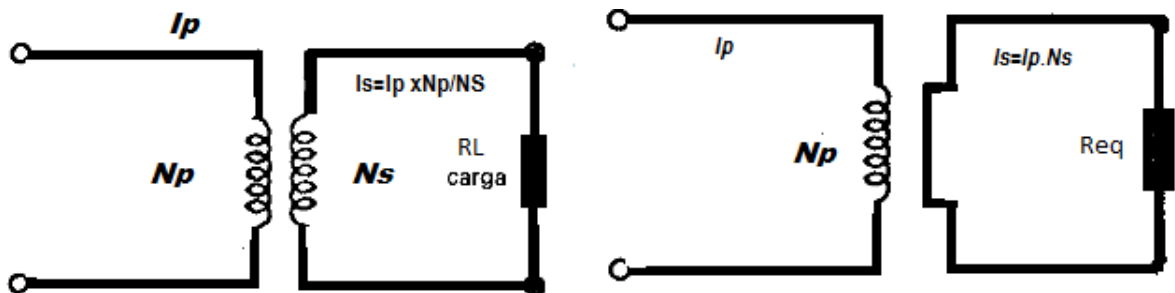 Ip
Is=Ip xNp/NS
Np
Ns
RL
carga
Ip
Is=Ip.Ns
Np
Req